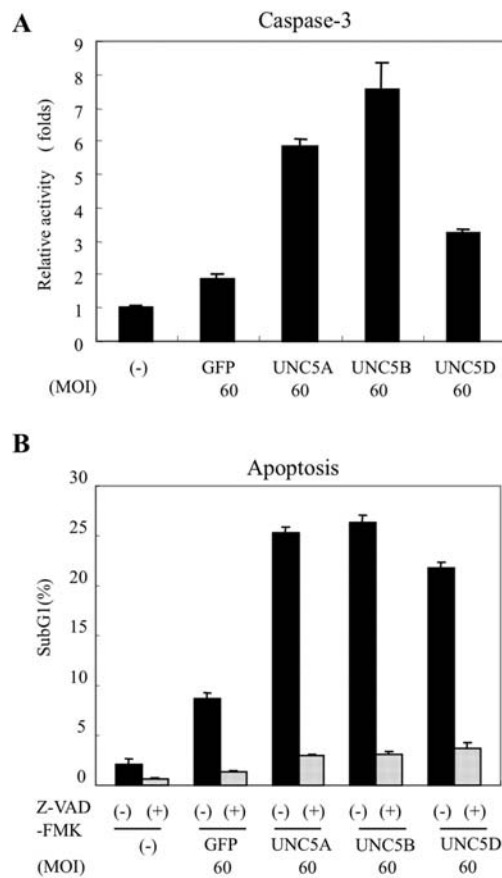 A
Caspase-3
Relative activity ( folds)
9
8
7
6
5
4
3
2
1
0
(-) GFP UNC5A UNC5B UNC5D
(MOI) 60 60 60 60
B
Apoptosis
SubG1(%)
30
25
20
15
10
5
0
Z-VAD (-) (+) (-) (+) (-) (+) (-) (+) (-) (+)
-FMK
(-) GFP UNC5A UNC5B UNC5D
(MOI) 60 60 60 60